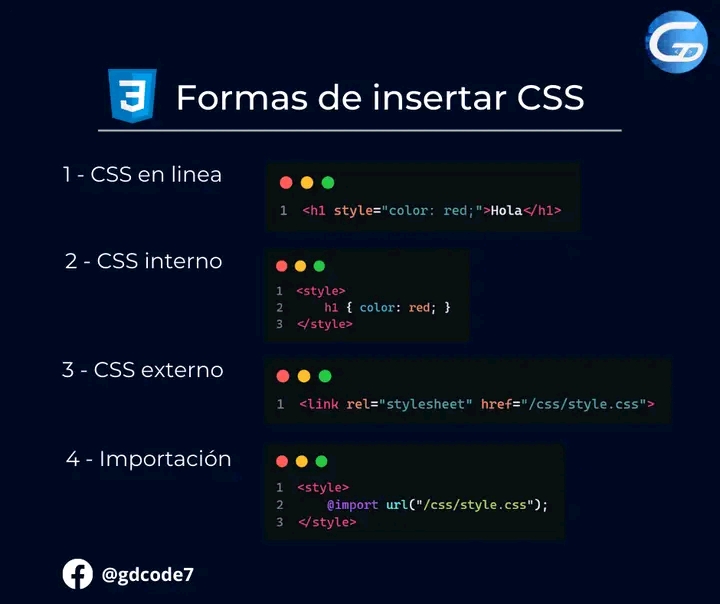 Formas de insertar CSS
1 - CSS en linea
1 <h1 style="color: red;">Hola</h1>
2 - CSS interno
1 <style>
2     h1 { color: red; }
3 </style>
3 - CSS externo
1 <link rel="stylesheet" href="/css/style.css">
4 - Importación
1 <style>
2     @import url("/css/style.css");
3 </style>
@gdcode7